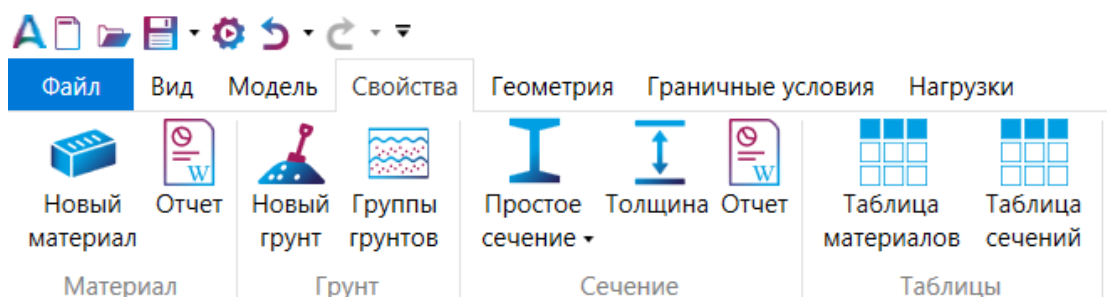 Файл Вид Модель Свойства Геометрия Граничные условия Нагрузки
Новый материал
Отчет
Новый грунт
Группы грунтов
Простое сечение
Толщина
Отчет
Таблица материалов
Таблица сечений
Материал Грунт Сечение Таблицы